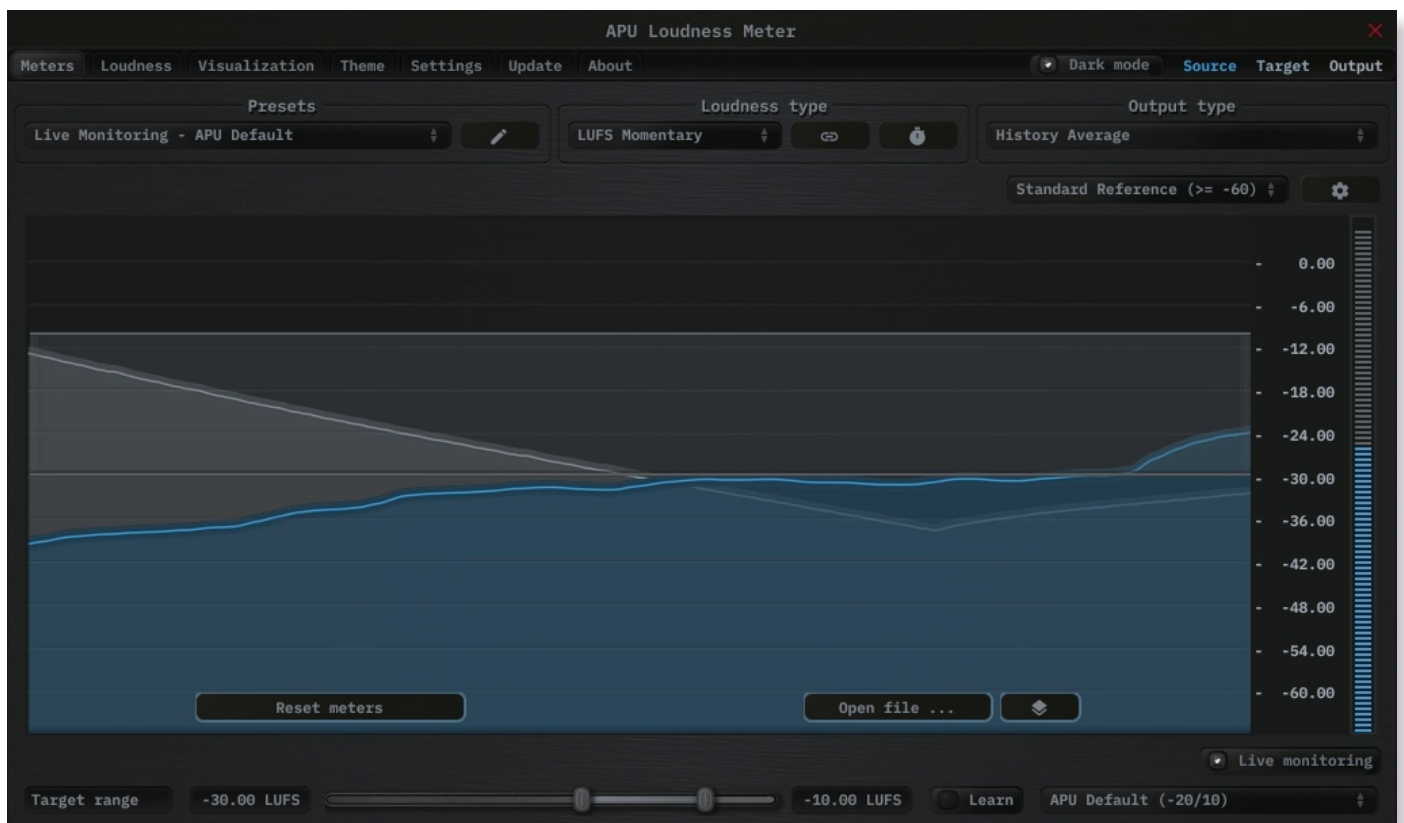 APU Loudness Meter
Meters Loudness Visualization Theme Settings Update About Dark mode Source Target Output
Presets Loudness type Output type
Live Monitoring - APU Default LUFS Momentary History Average
Standard Reference (>= -60)
- 0.00
- -6.00
- -12.00
- -18.00
- -24.00
- -30.00
- -36.00
- -42.00
- -48.00
- -54.00
- -60.00
Reset meters Open file ...
Live monitoring
Target range -30.00 LUFS -10.00 LUFS Learn APU Default (-20/10)